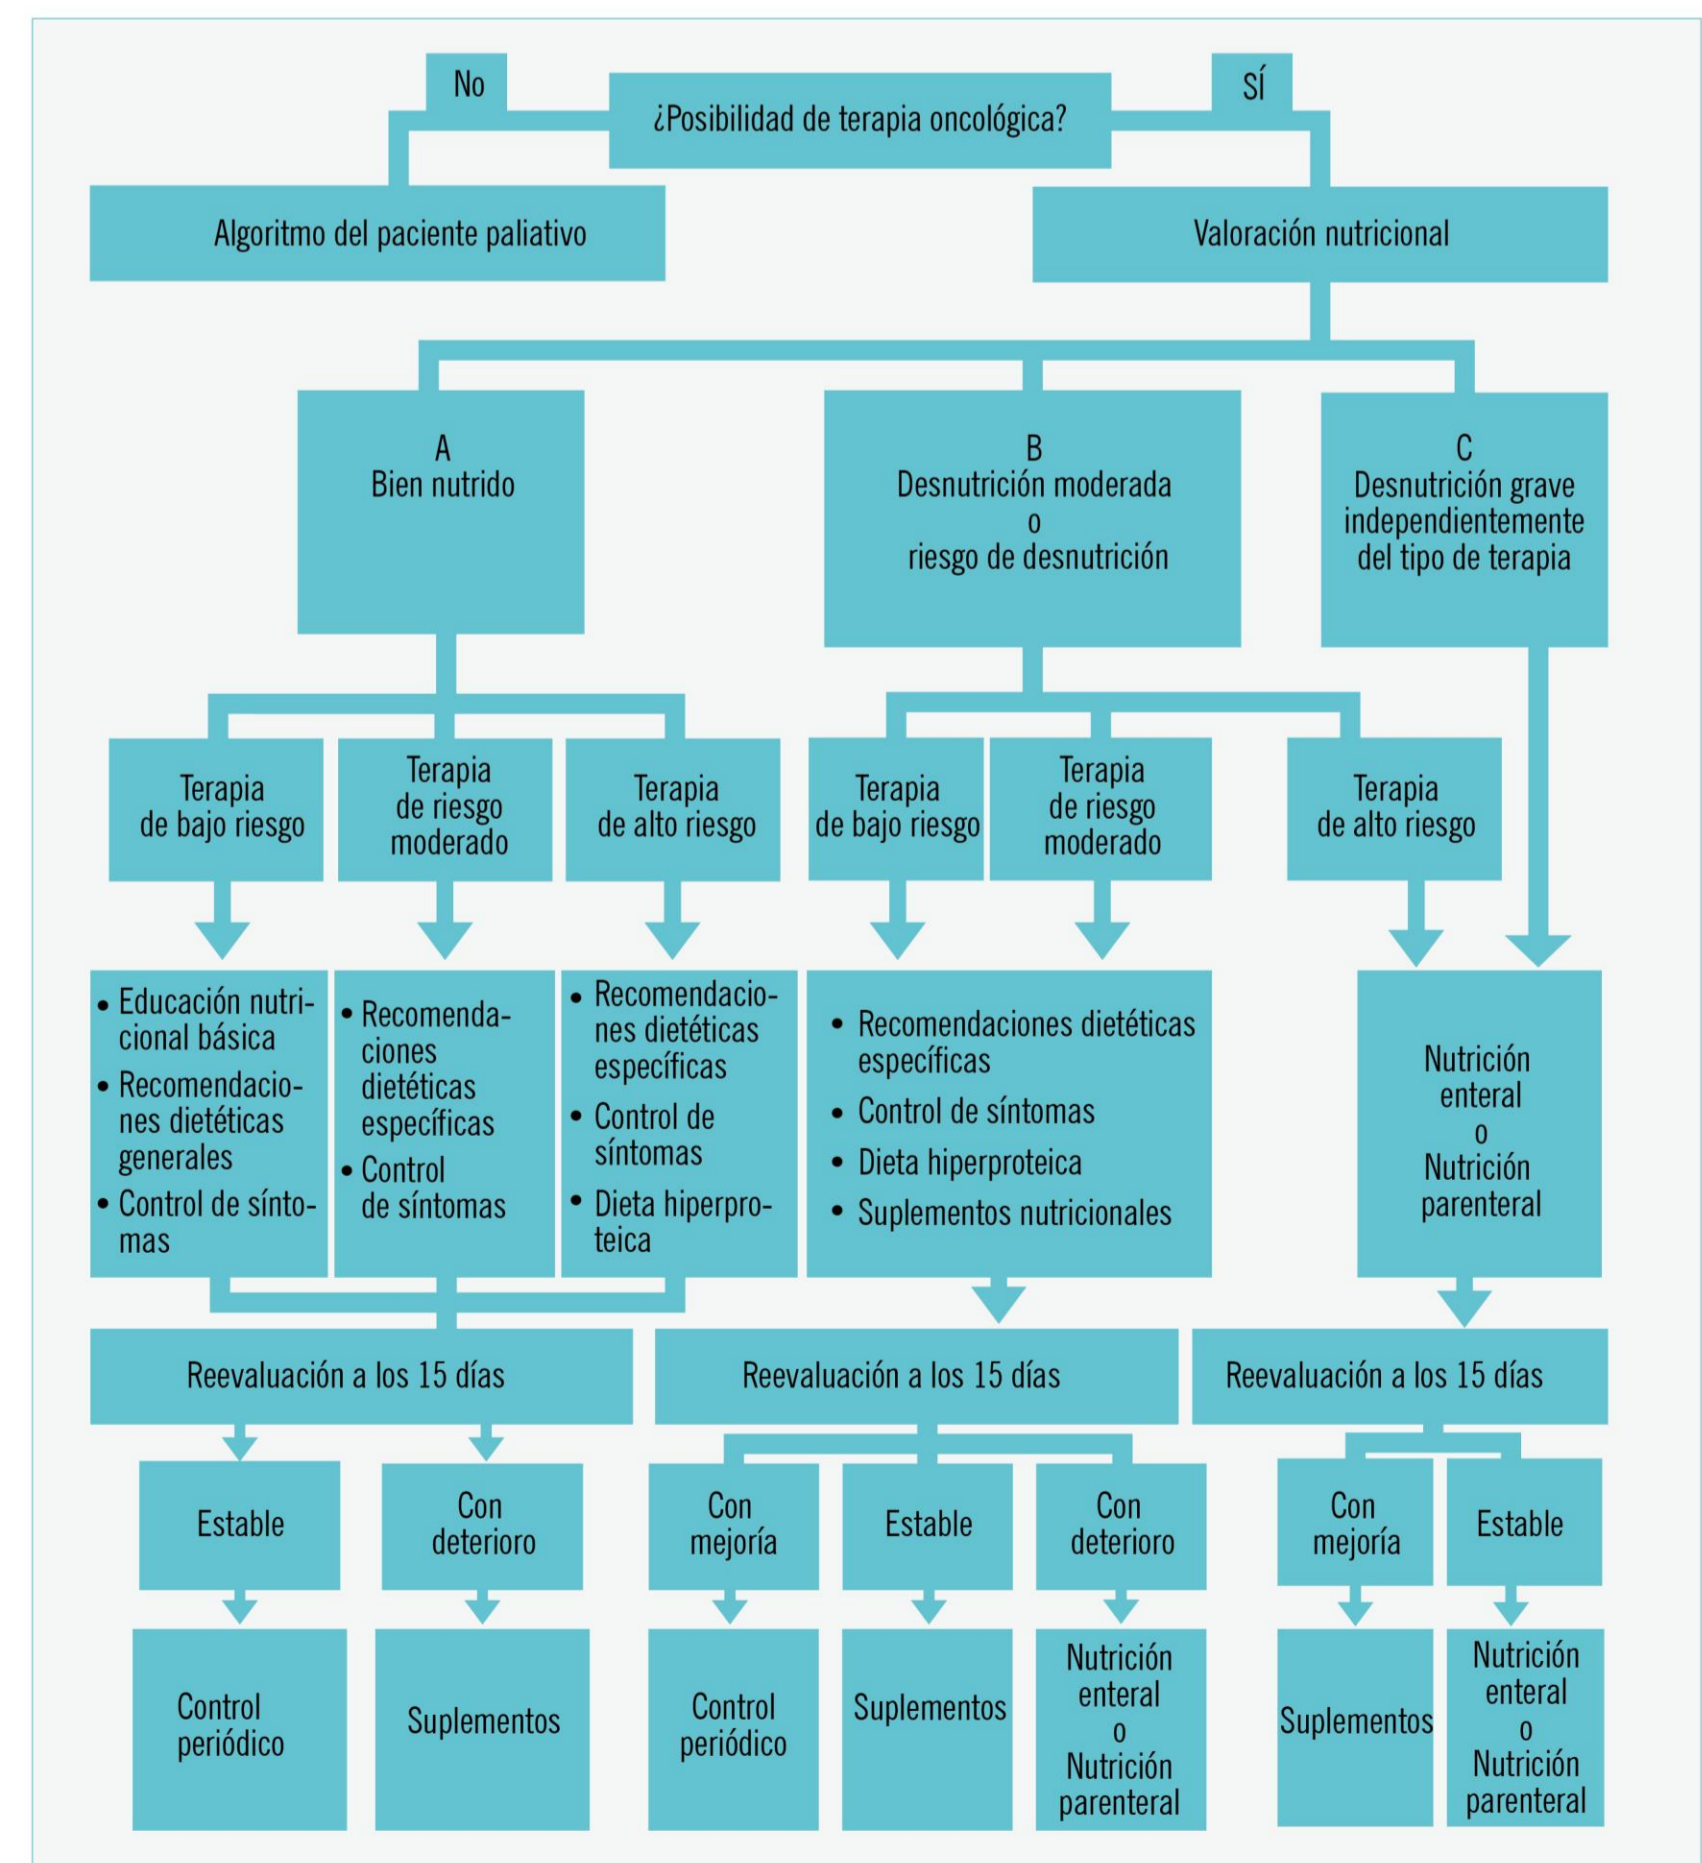 No
¿Posibilidad de terapia oncológica?
SÍ
Algoritmo del paciente paliativo
Valoración nutricional
A
Bien nutrido
B
Desnutrición moderada
o
riesgo de desnutrición
C
Desnutrición grave
independientemente
del tipo de terapia
Terapia
de bajo riesgo
Terapia
de riesgo
moderado
Terapia
de alto riesgo
Terapia
de bajo riesgo
Terapia
de riesgo
moderado
Terapia
de alto riesgo
• Educación nutri-
cional básica
• Recomendacio-
nes dietéticas
generales
• Control de sínto-
mas
• Recomenda-
ciones
dietéticas
específicas
• Control
de síntomas
• Recomendacio-
nes dietéticas
específicas
• Control de
síntomas
• Dieta hiperpro-
teica
• Recomendaciones dietéticas
específicas
• Control de síntomas
• Dieta hiperproteica
• Suplementos nutricionales
Nutrición
enteral
o
Nutrición
parenteral
Reevaluación a los 15 días
Reevaluación a los 15 días
Reevaluación a los 15 días
Estable
Con
deterioro
Con
mejoría
Estable
Con
deterioro
Con
mejoría
Estable
Control
periódico
Suplementos
Control
periódico
Suplementos
Nutrición
enteral
o
Nutrición
parenteral
Suplementos
Nutrición
enteral
o
Nutrición
parenteral